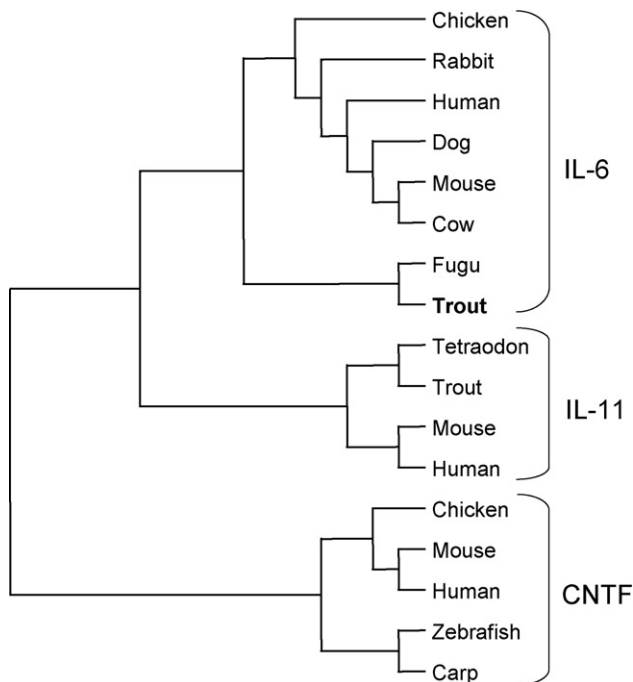 Chicken
Rabbit
Human
Dog
Mouse
Cow
Fugu
Trout
IL-6
Tetraodon
Trout
Mouse
Human
IL-11
Chicken
Mouse
Human
Zebrafish
Carp
CNTF